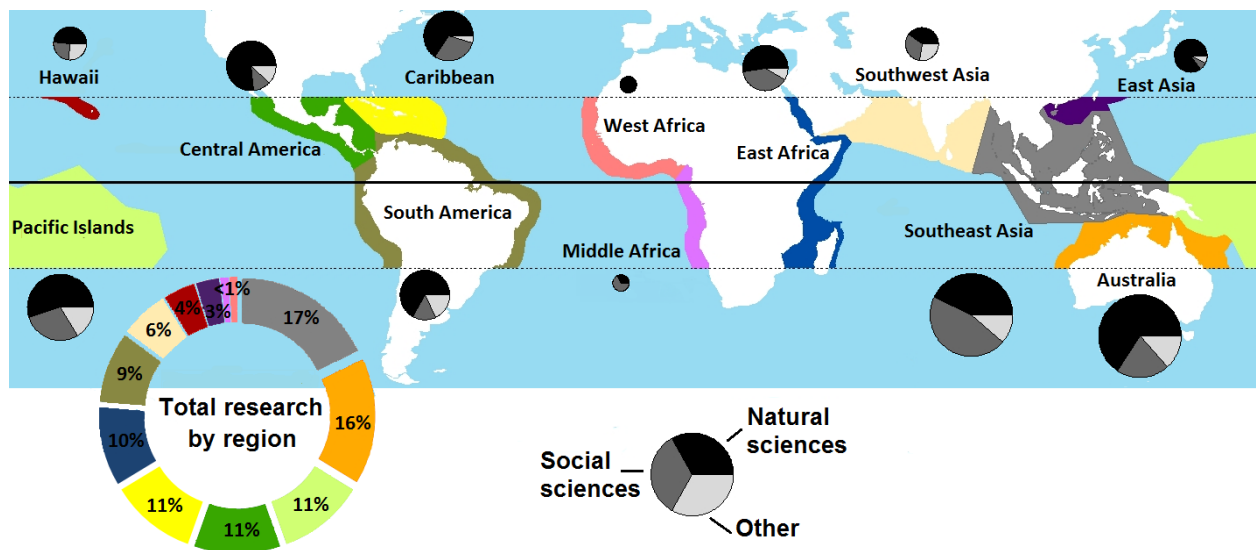 Hawaii
Caribbean
Southwest Asia
East Asia
Central America
West Africa
East Africa
South America
Pacific Islands
Middle Africa
Southeast Asia
Australia
<1%
4%
3%
17%
6%
9%
16%
10%
11%
11%
11%
Total research
by region
Natural
sciences
Social
sciences
Other